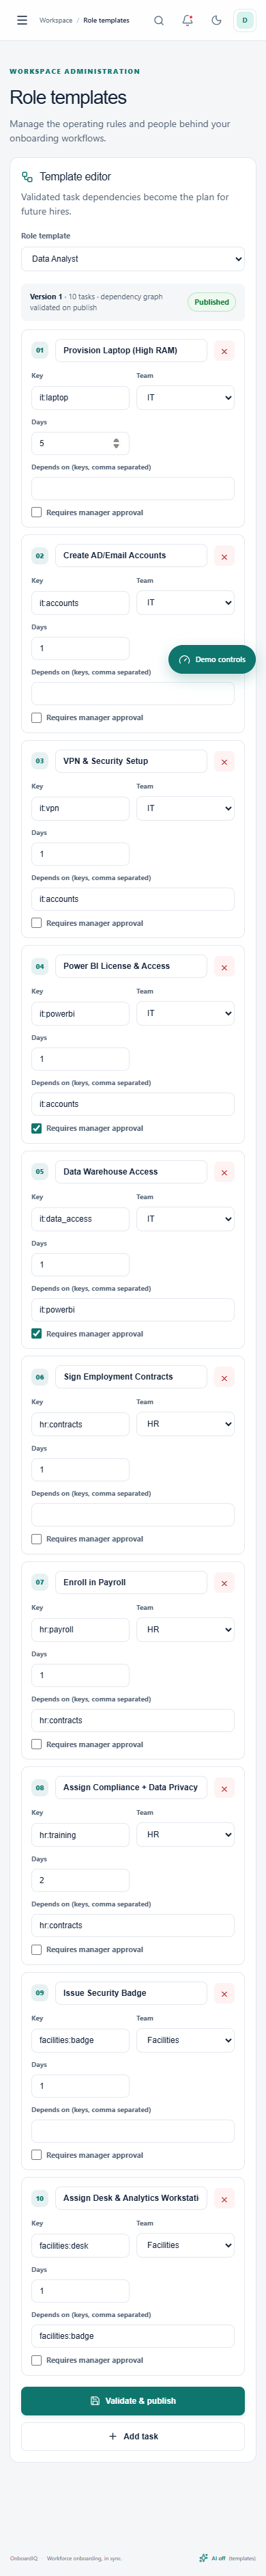 Workspace / Role templates
D
WORKSPACE ADMINISTRATION
Role templates
Manage the operating rules and people behind your
onboarding workflows.
Template editor
Validated task dependencies become the plan for
future hires.
Role template
Data Analyst
Version 1 · 10 tasks · dependency graph
validated on publish
Published
01 Provision Laptop (High RAM)
Key Team
it:laptop IT
Days
5
Depends on (keys, comma separated)
Requires manager approval
02 Create AD/Email Accounts
Key Team
it:accounts IT
Days
1
Demo controls
Depends on (keys, comma separated)
Requires manager approval
03 VPN & Security Setup
Key Team
it:vpn IT
Days
1
Depends on (keys, comma separated)
it:accounts
Requires manager approval
04 Power BI License & Access
Key Team
it:powerbi IT
Days
1
Depends on (keys, comma separated)
it:accounts
Requires manager approval
05 Data Warehouse Access
Key Team
it:data_access IT
Days
1
Depends on (keys, comma separated)
it:powerbi
Requires manager approval
06 Sign Employment Contracts
Key Team
hr:contracts HR
Days
1
Depends on (keys, comma separated)
Requires manager approval
07 Enroll in Payroll
Key Team
hr:payroll HR
Days
1
Depends on (keys, comma separated)
hr:contracts
Requires manager approval
08 Assign Compliance + Data Privacy
Key Team
hr:training HR
Days
2
Depends on (keys, comma separated)
hr:contracts
Requires manager approval
09 Issue Security Badge
Key Team
facilities:badge Facilities
Days
1
Depends on (keys, comma separated)
Requires manager approval
10 Assign Desk & Analytics Workstati
Key Team
facilities:desk Facilities
Days
1
Depends on (keys, comma separated)
facilities:badge
Requires manager approval
Validate & publish
+ Add task
OnboardIQ · Workforce onboarding, in sync.
AI off (templates)